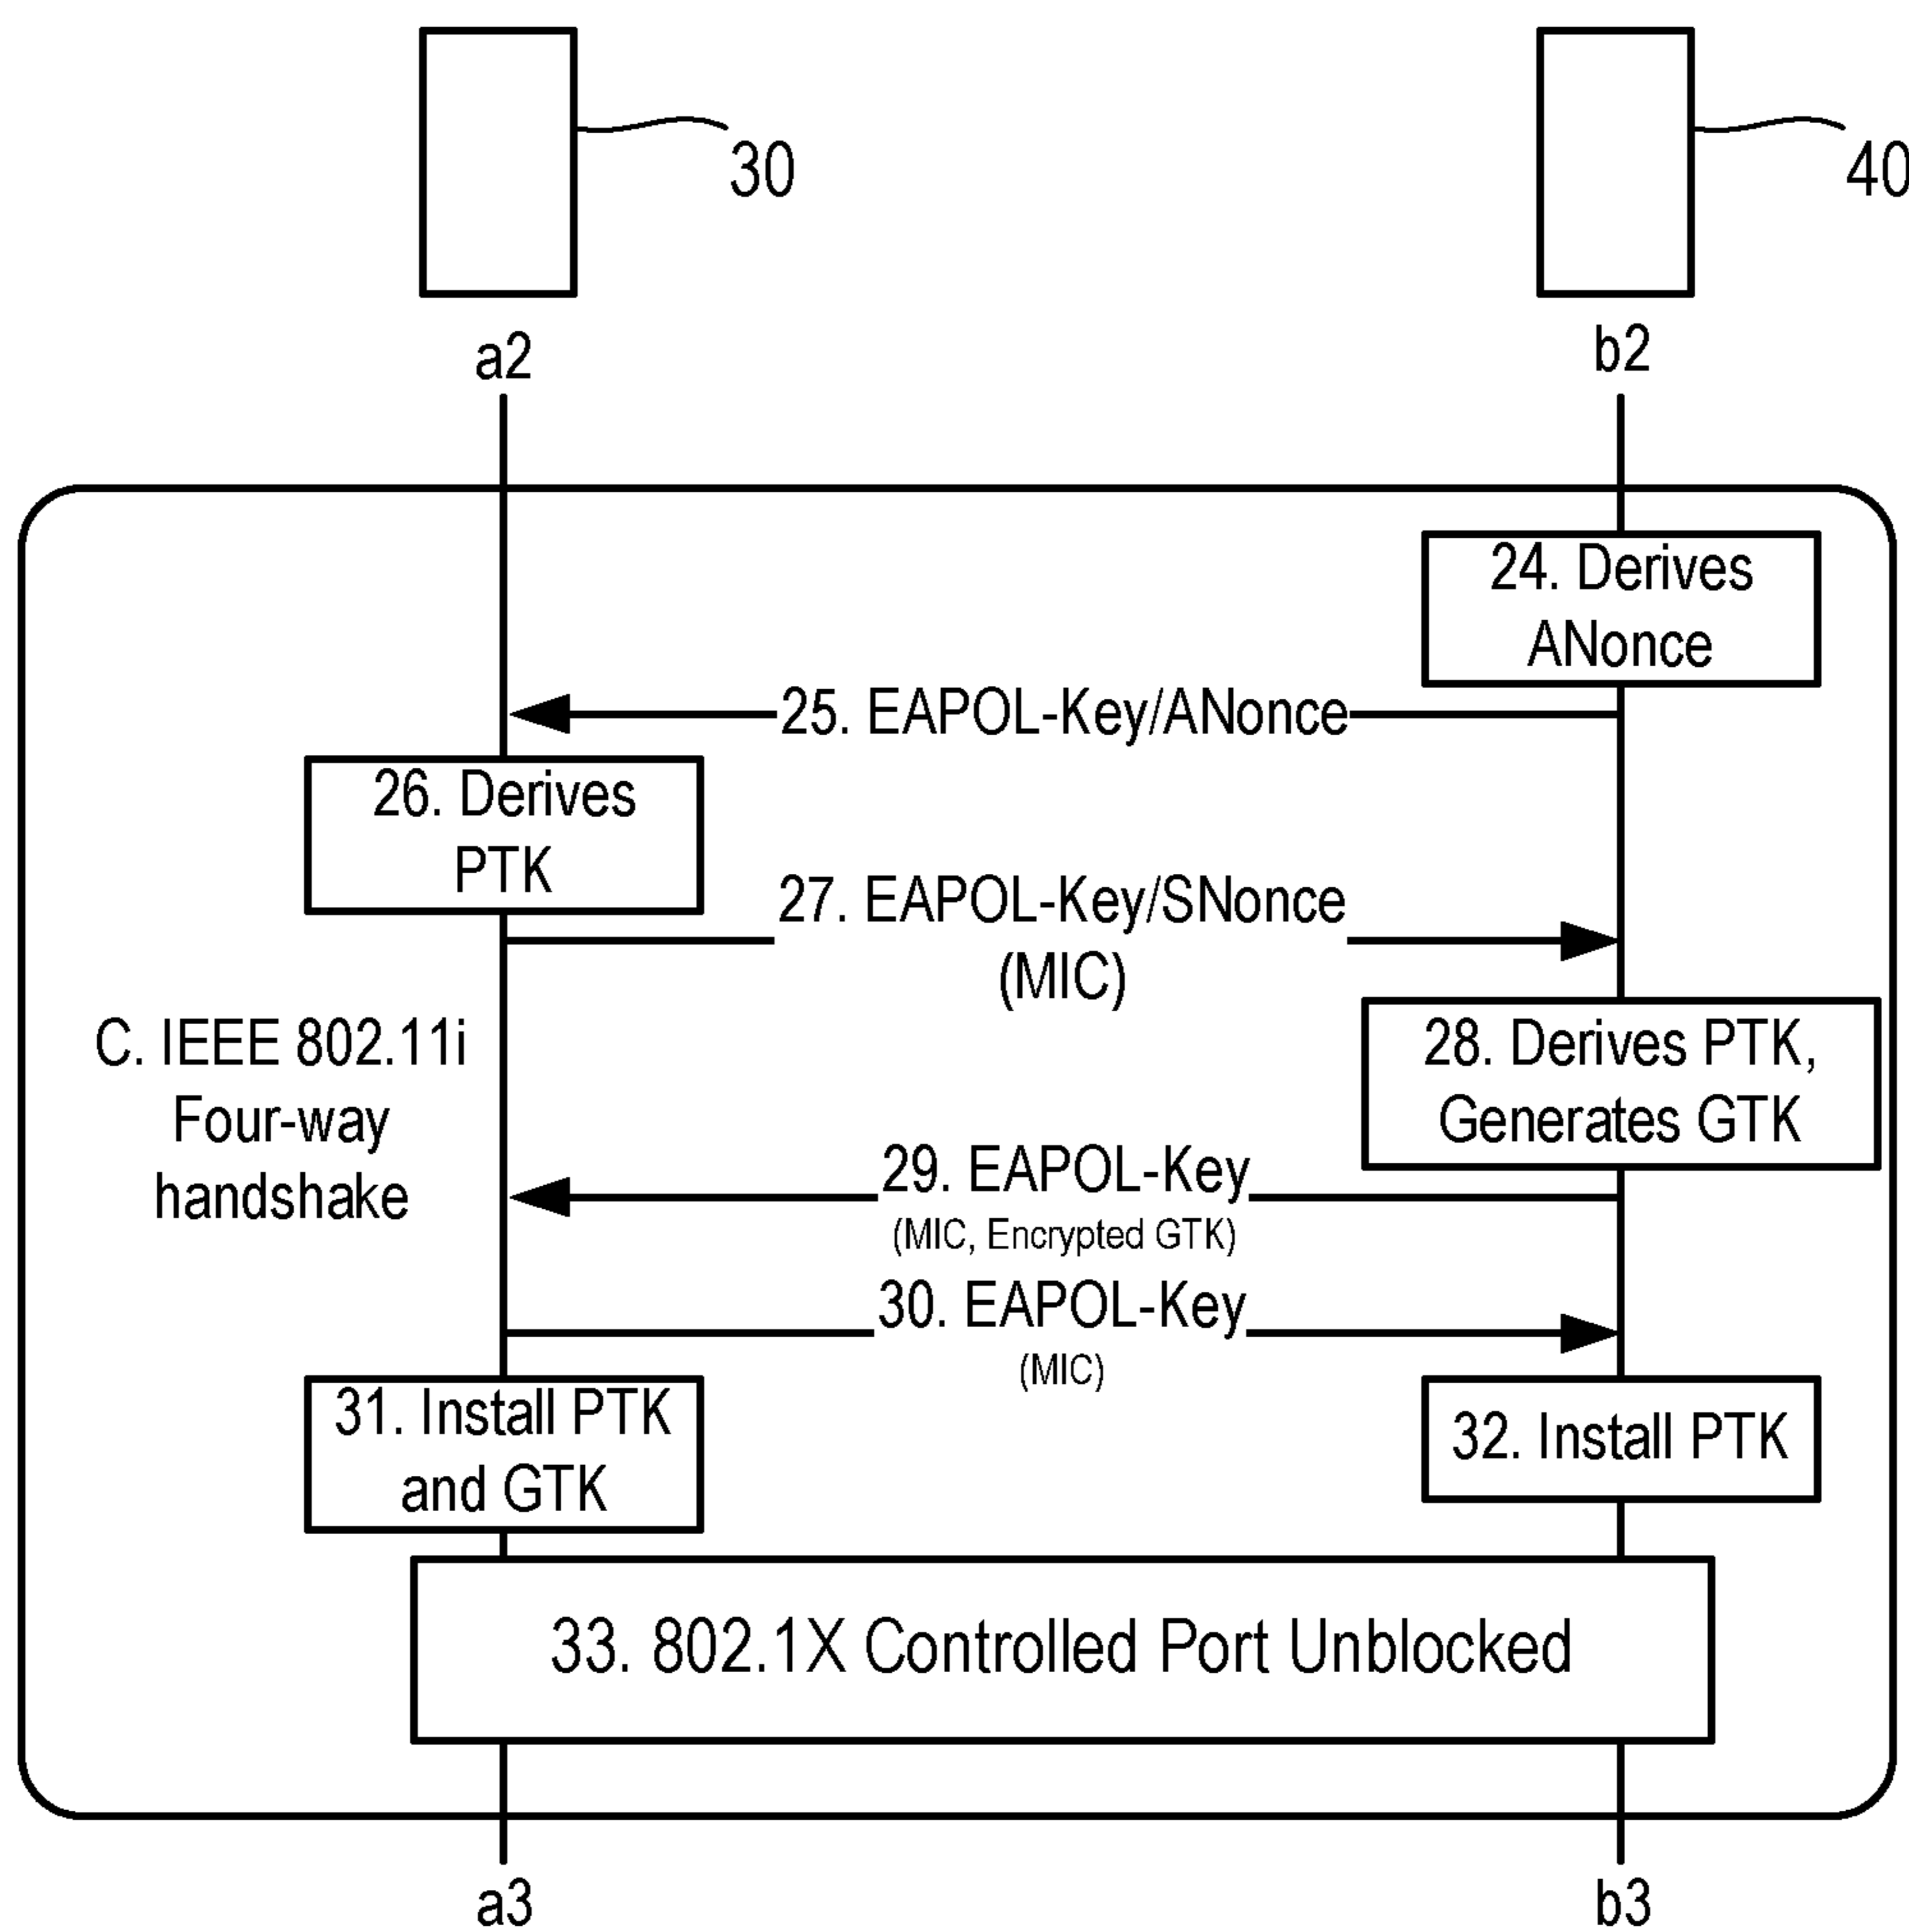 30
40
a2
b2
24. Derives
ANonce
25. EAPOL-Key/ANonce
26. Derives
PTK
27. EAPOL-Key/SNonce
(MIC)
C. IEEE 802.11i
Four-way
handshake
28. Derives PTK,
Generates GTK
29. EAPOL-Key
(MIC, Encrypted GTK)
30. EAPOL-Key
(MIC)
31. Install PTK
and GTK
32. Install PTK
33. 802.1X Controlled Port Unblocked
a3
b3